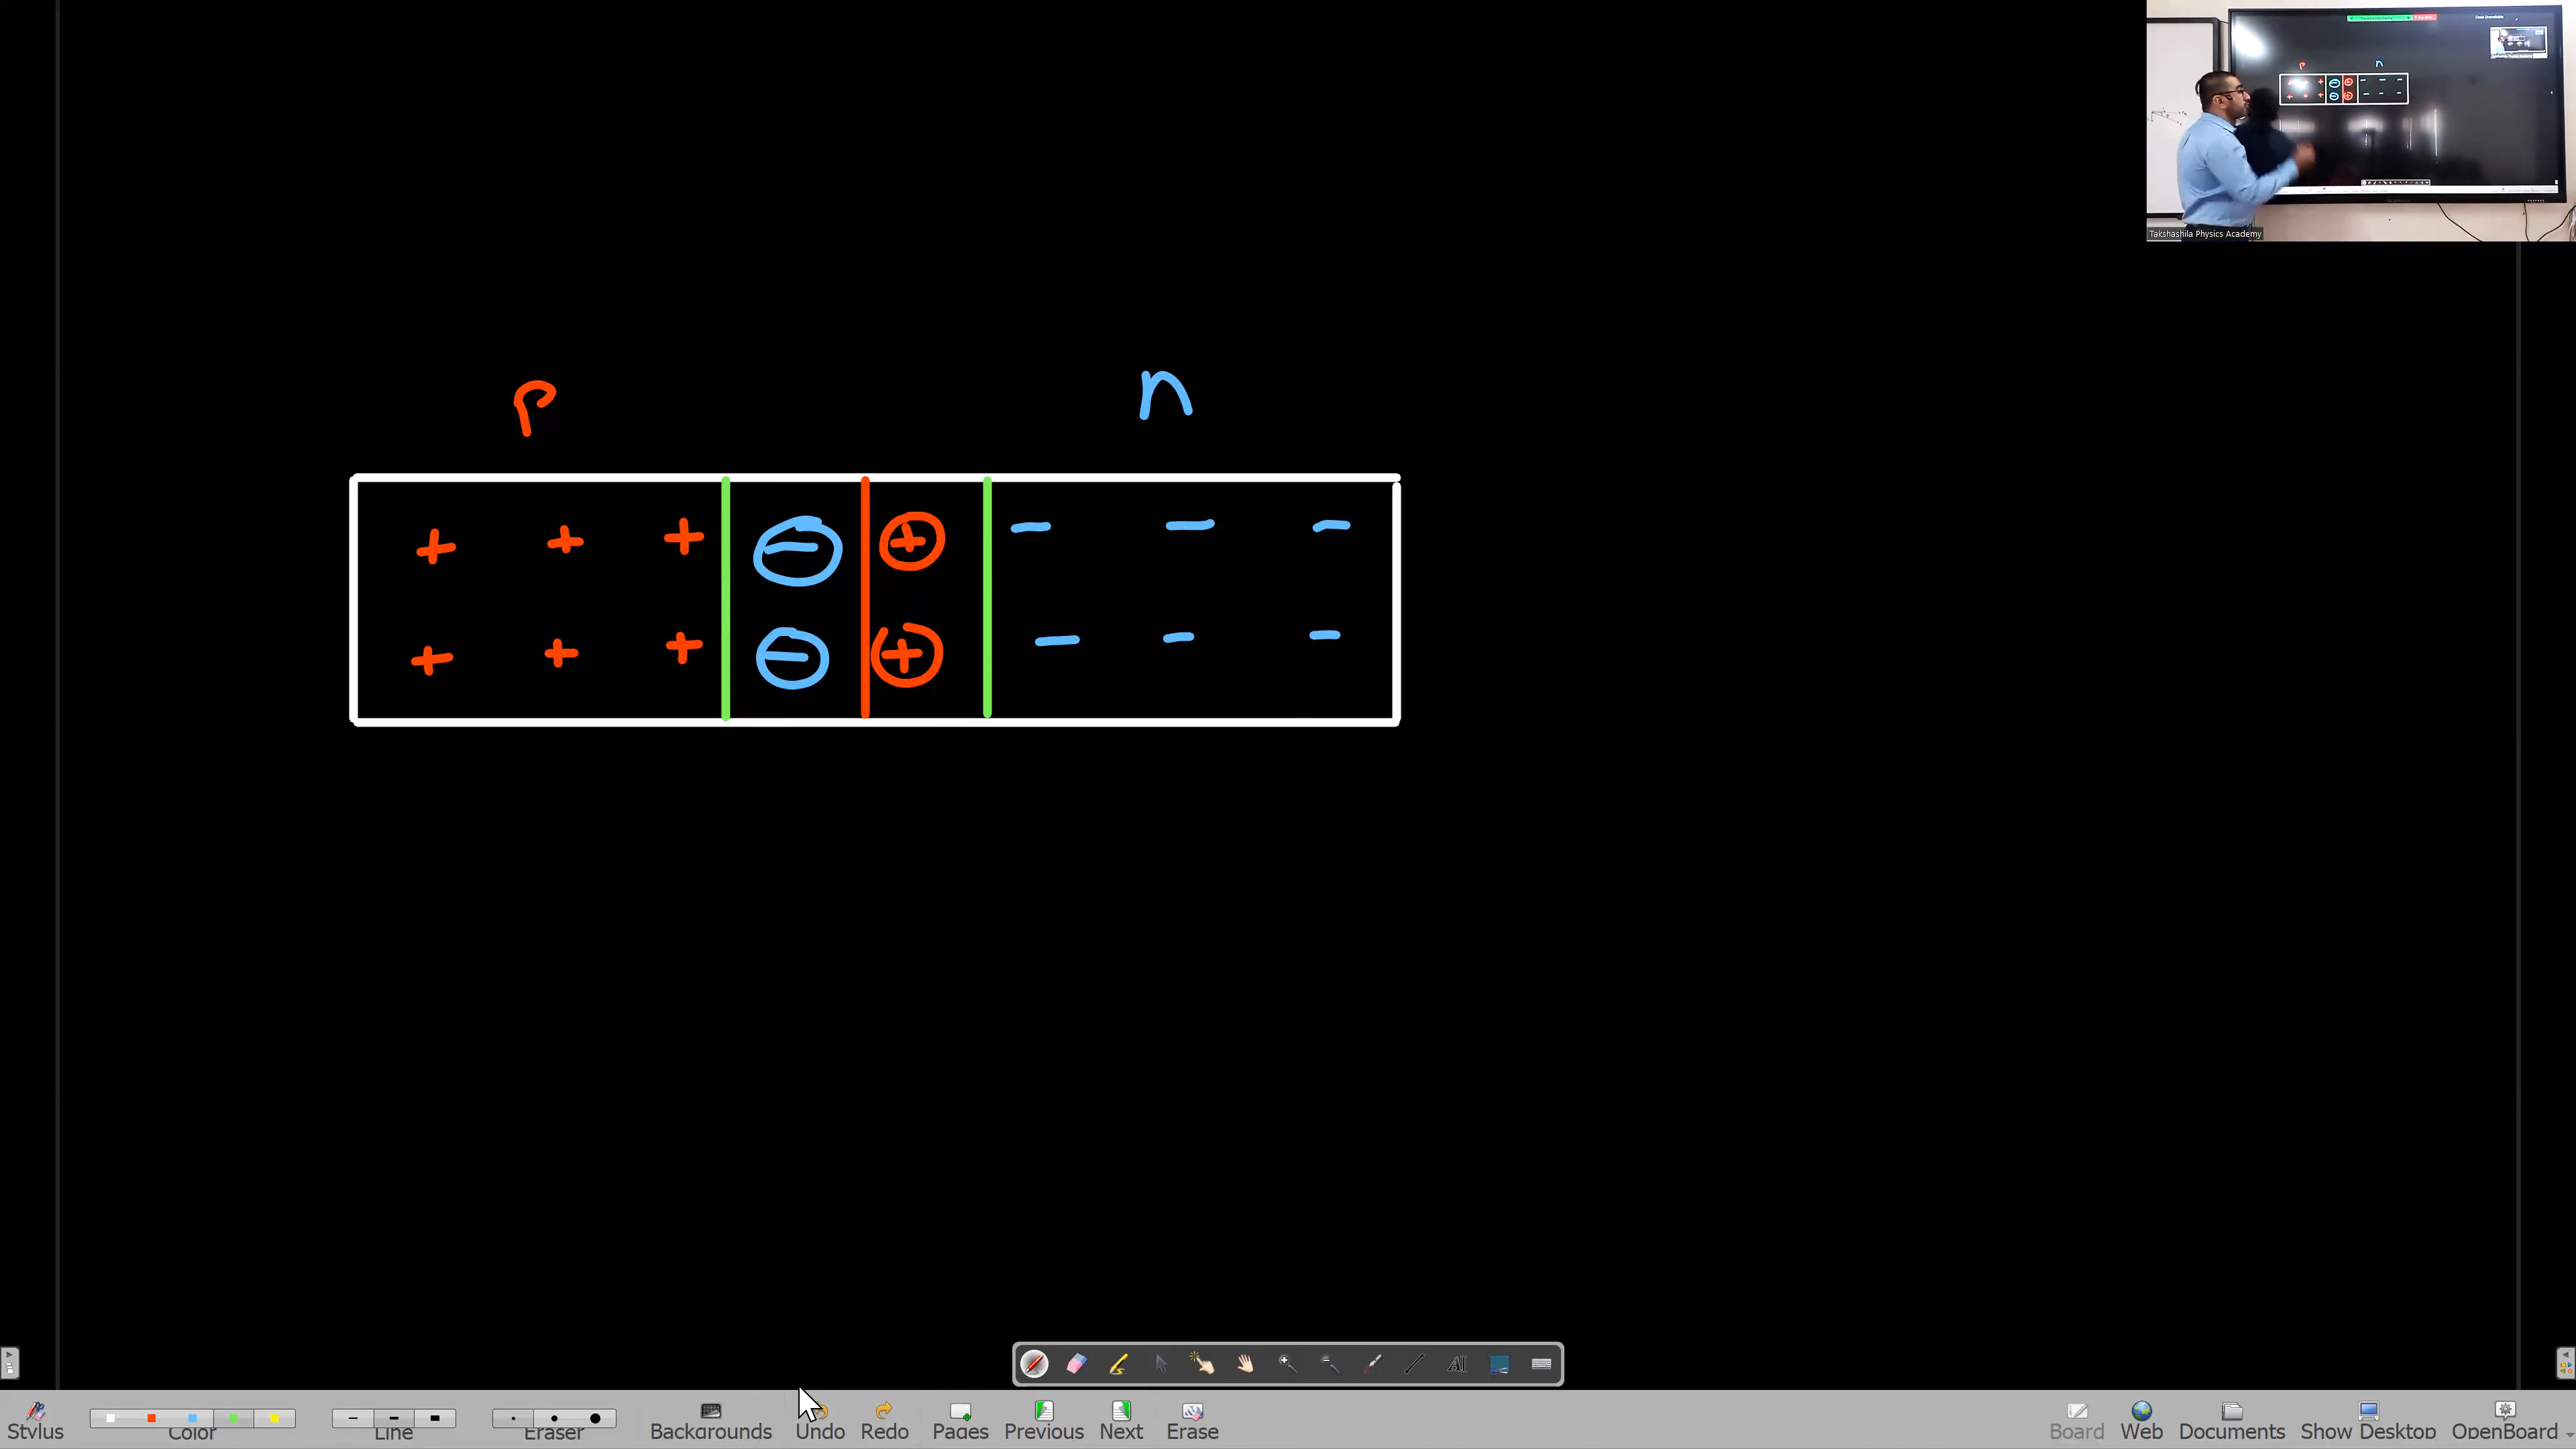 Takshashila Physics Academy
p n
+ + + - + - - -
+ + + - + - - -
Stylus Color Line Eraser Backgrounds Undo Redo Pages Previous Next Erase Board Web Documents Show Desktop OpenBoard